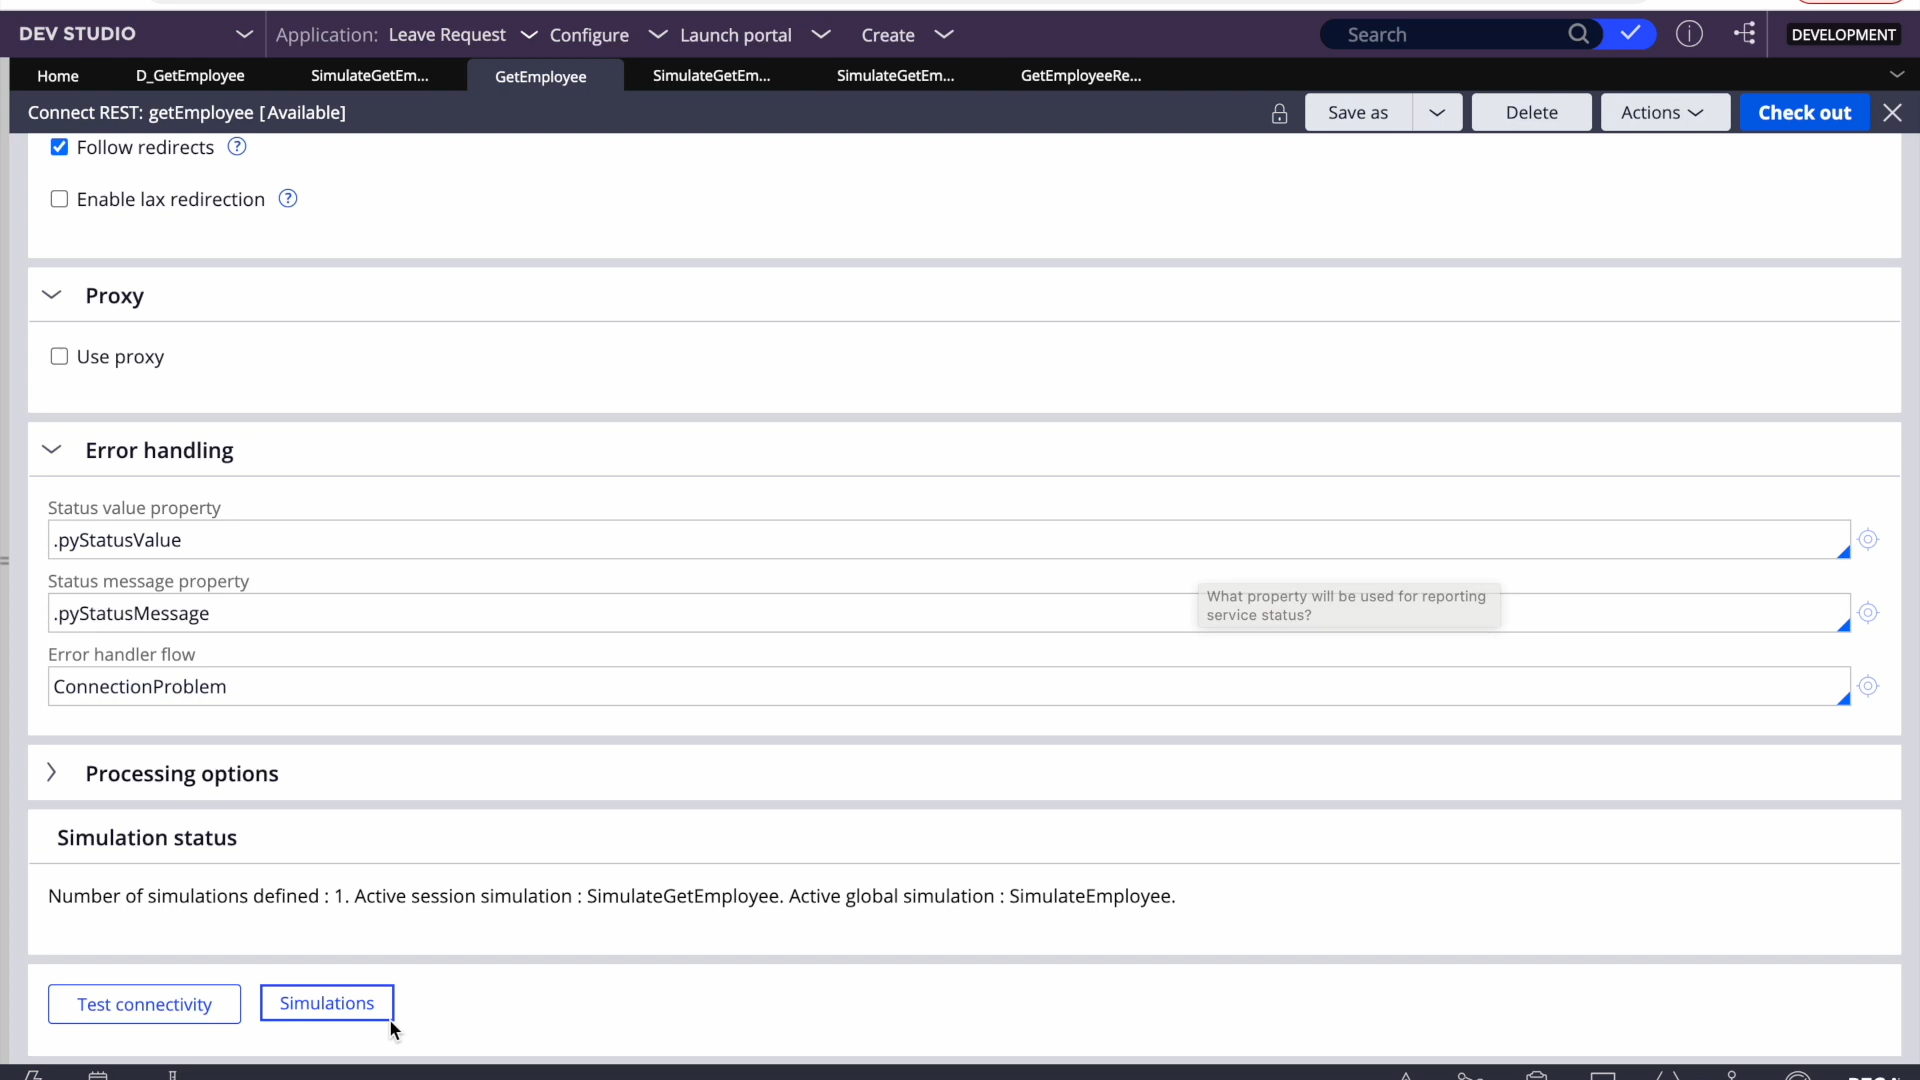 DEV STUDIO
Application: Leave Request Configure Launch portal Create Search DEVELOPMENT
Home D_GetEmployee SimulateGetEm... GetEmployee SimulateGetEm... SimulateGetEm... GetEmployeeRe...
Connect REST: getEmployee [Available] Save as Delete Actions Check out
Follow redirects ?
Enable lax redirection ?
Proxy
Use proxy
Error handling
Status value property
.pyStatusValue
Status message property
.pyStatusMessage
What property will be used for reporting
service status?
Error handler flow
ConnectionProblem
Processing options
Simulation status
Number of simulations defined : 1. Active session simulation : SimulateGetEmployee. Active global simulation : SimulateEmployee.
Test connectivity Simulations